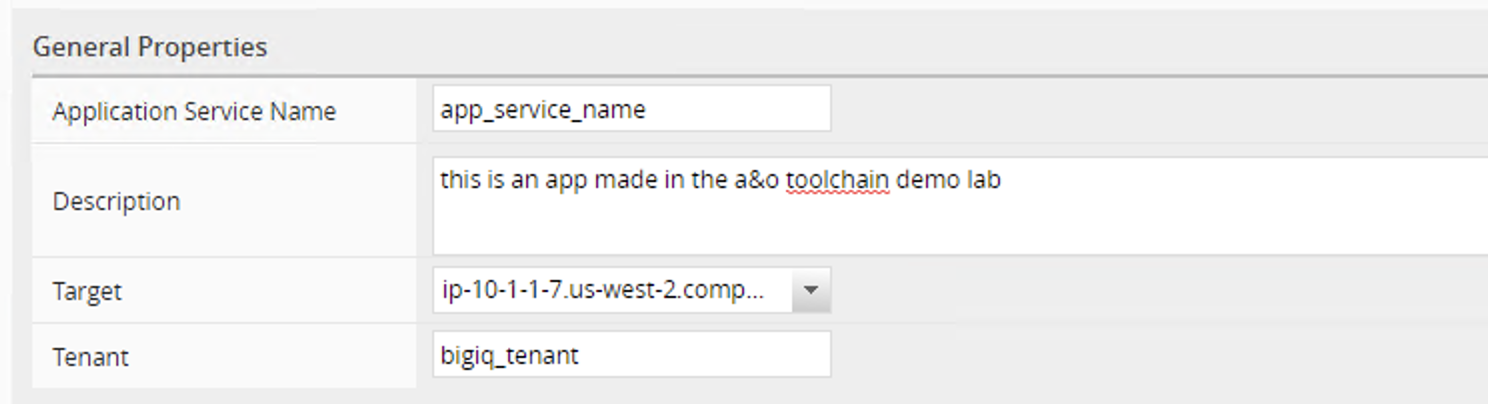 General Properties
Application Service Name app_service_name
Description this is an app made in the a&o toolchain demo lab
Target ip-10-1-1-7.us-west-2.comp...
Tenant bigiq_tenant